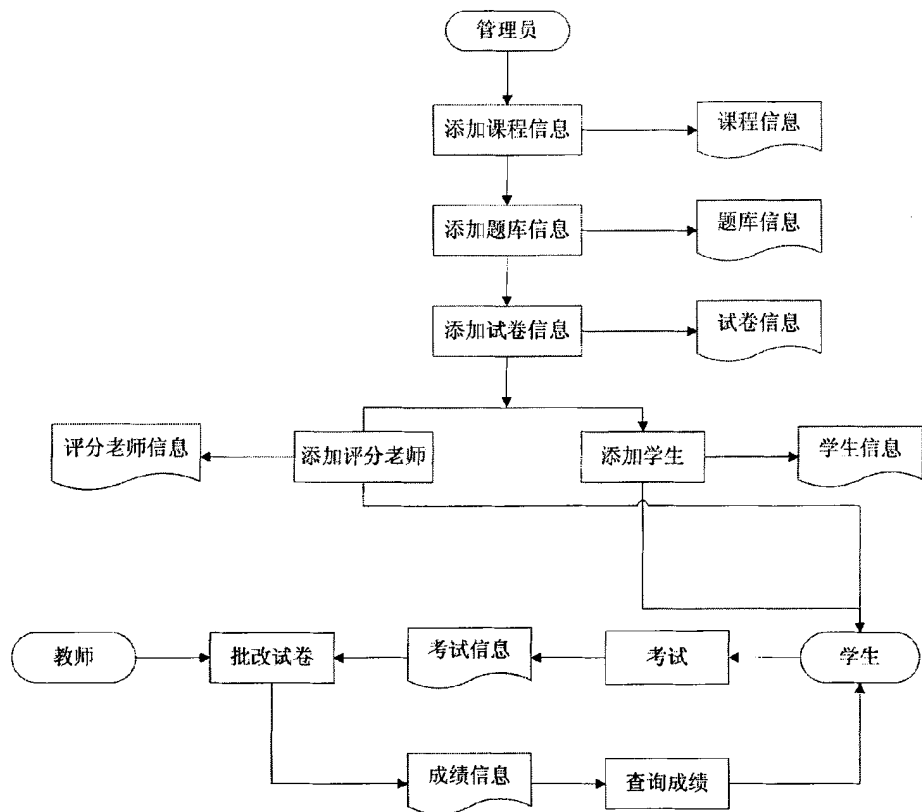 管理员
添加课程信息
课程信息
添加题库信息
题库信息
添加试卷信息
试卷信息
评分老师信息
添加评分老师
添加学生
学生信息
教师
批改试卷
考试信息
考试
学生
成绩信息
查询成绩